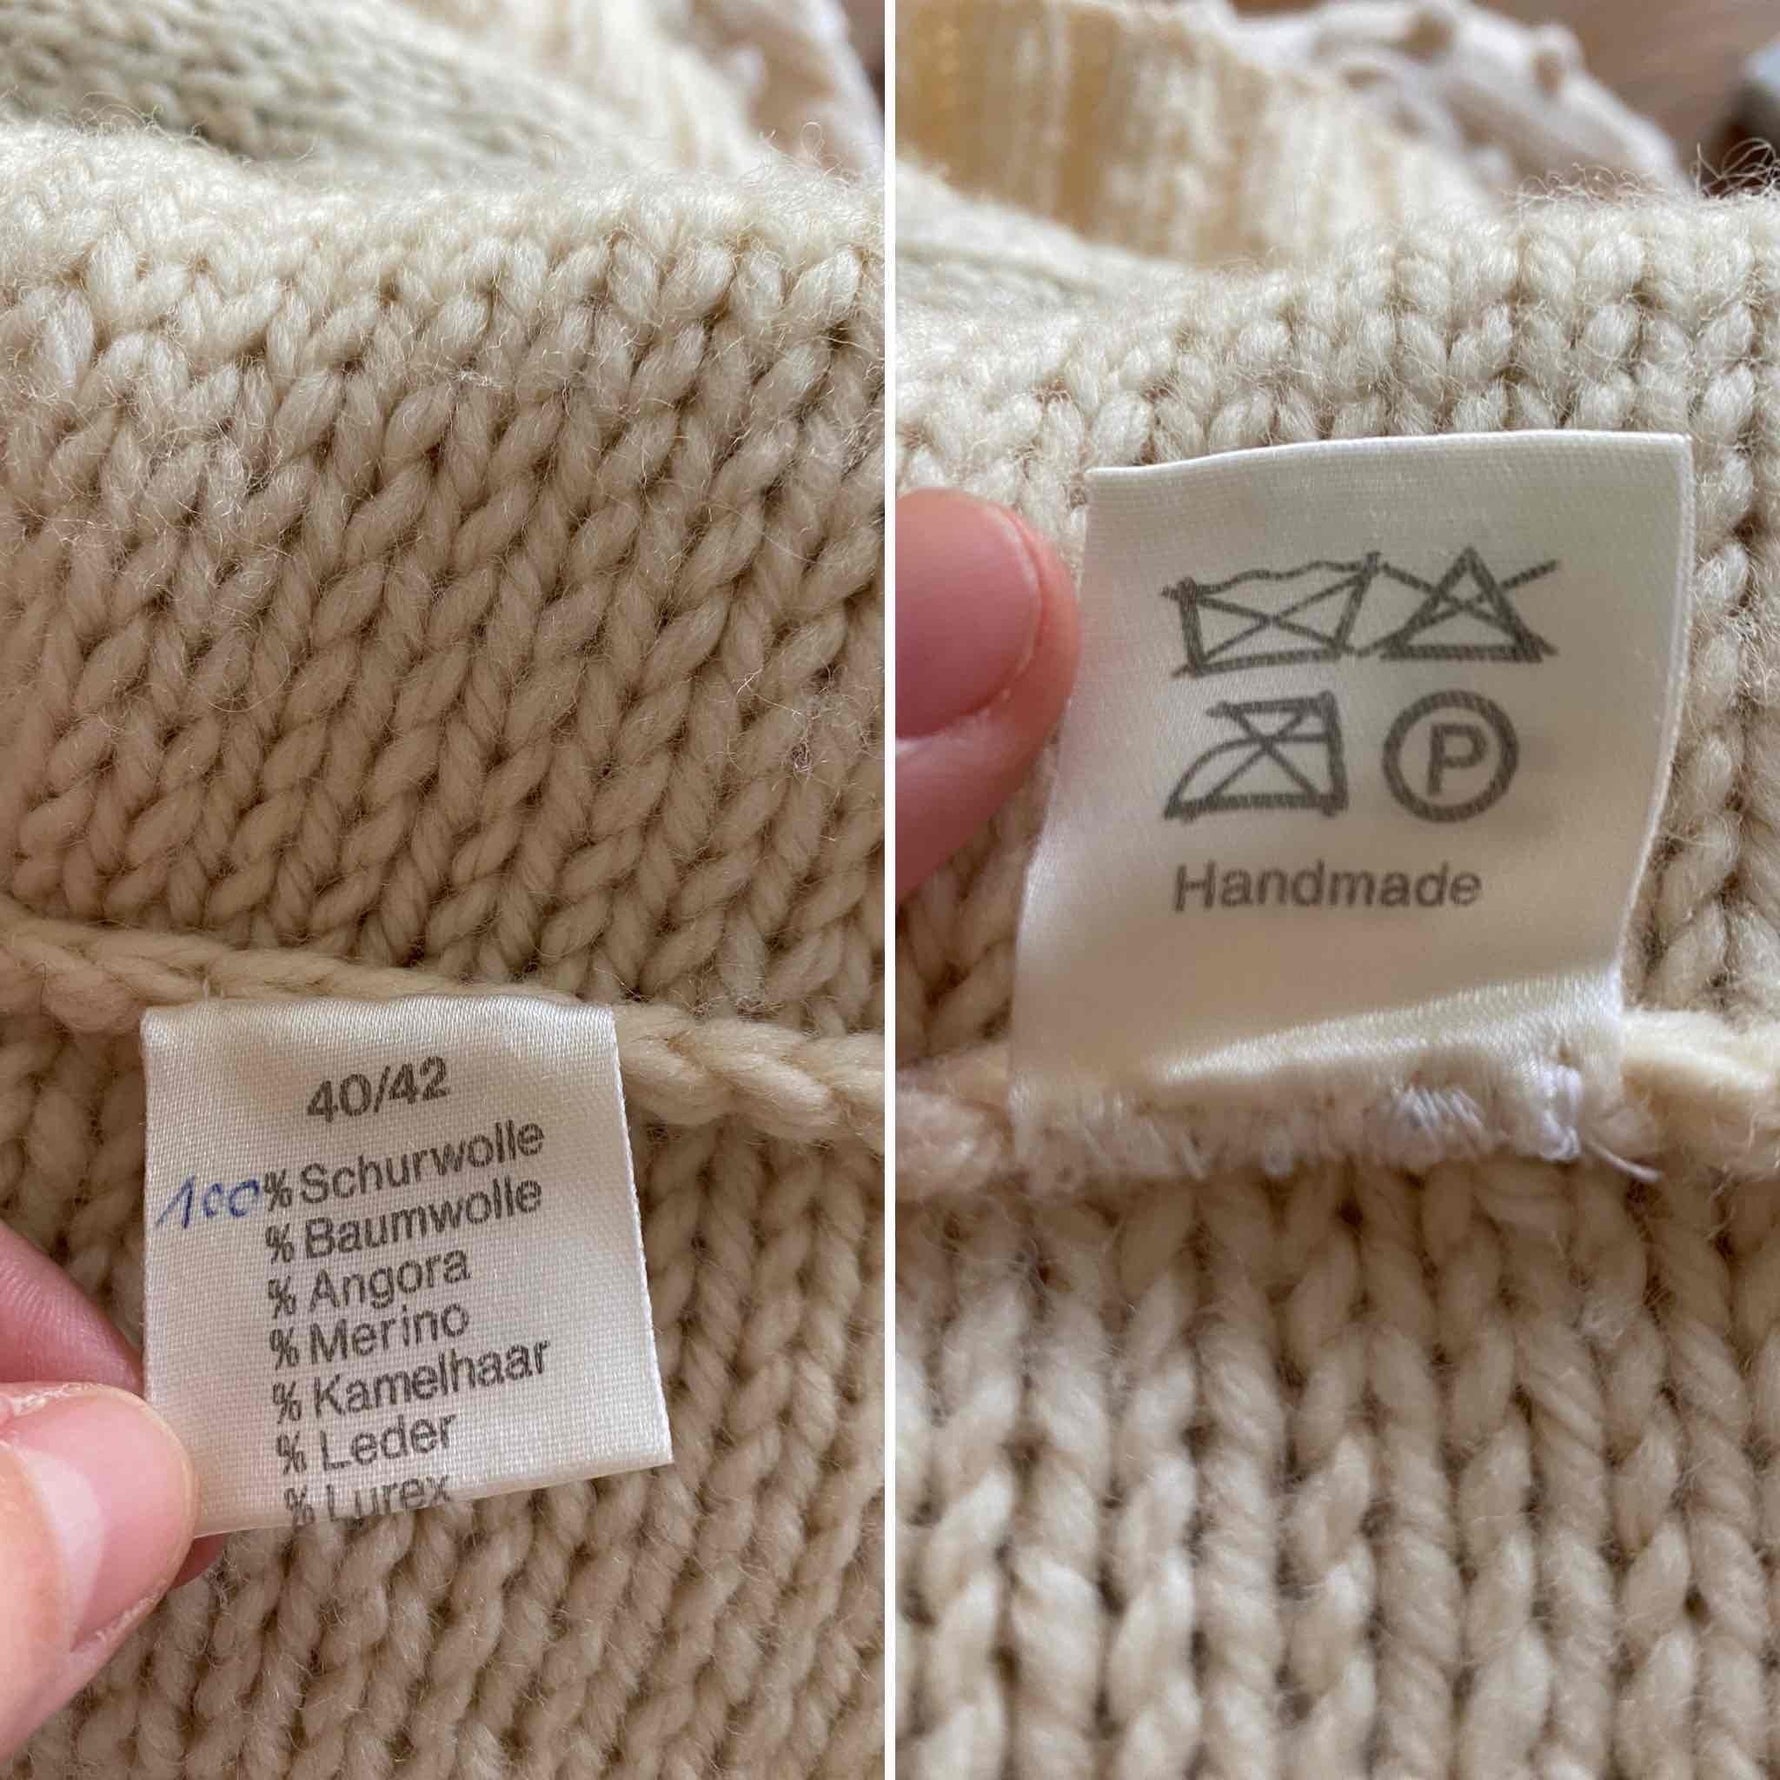 40/42
100% Schurwolle
% Baumwolle
% Angora
% Merino
% Kamelhaar
% Leder
% Lurex
P
Handmade